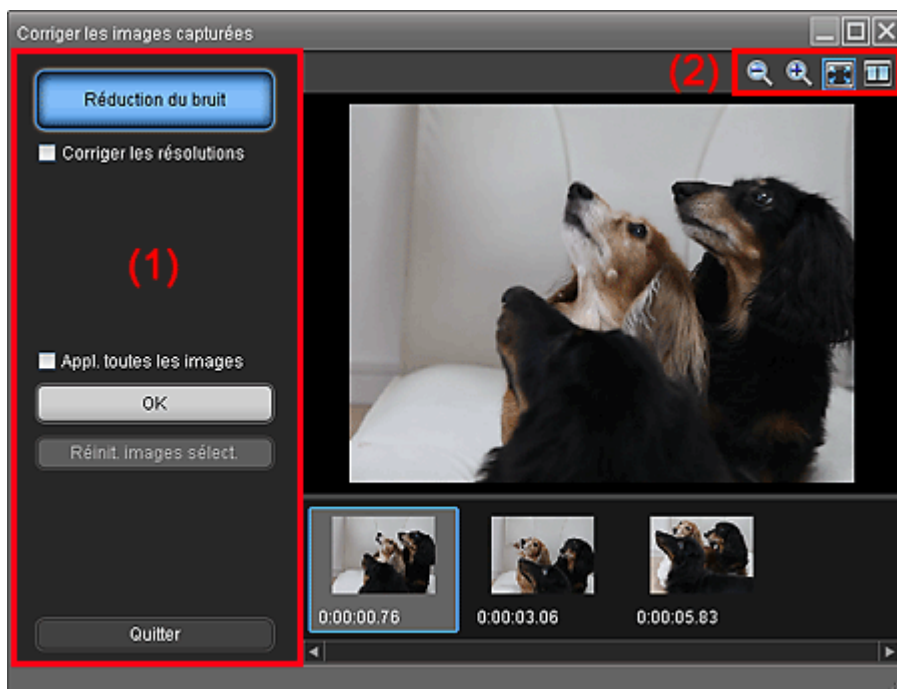 Corriger les images capturées
(2)
Réduction du bruit
Corriger les résolutions
(1)
Appl. toutes les images
OK
Réinit. images sélect.
0:00:00.76
0:00:03.06
0:00:05.83
Quitter